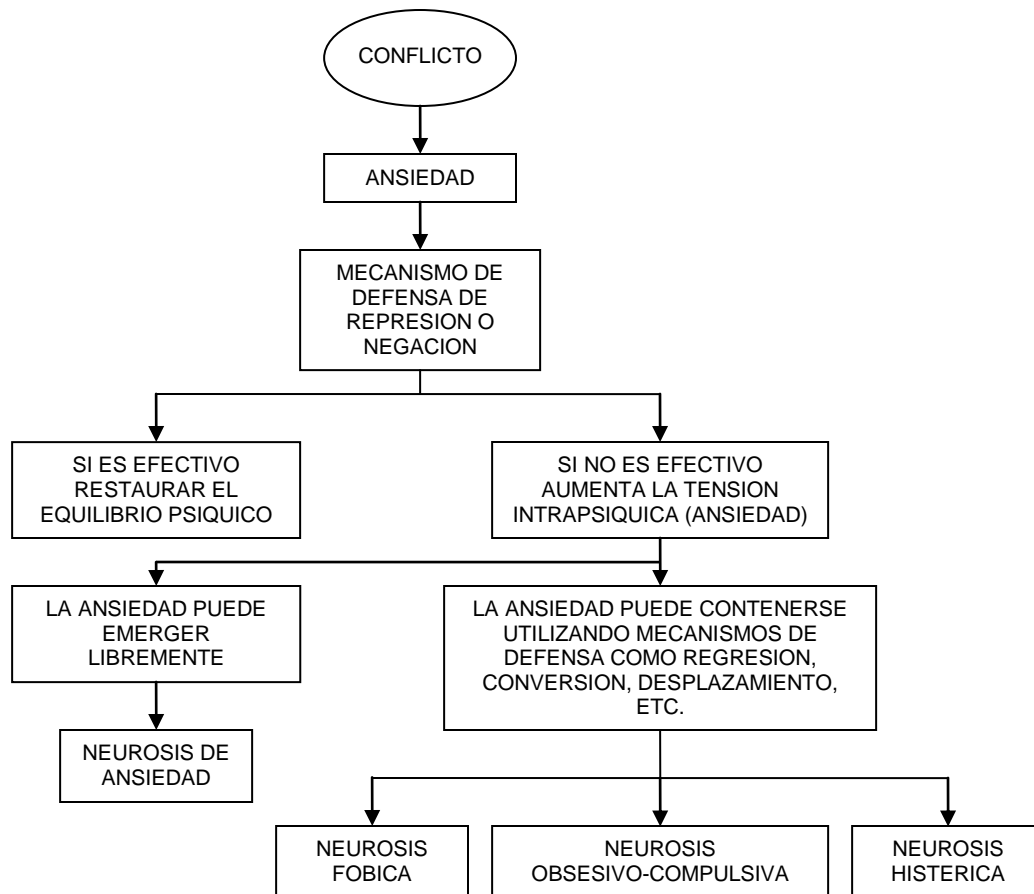 CONFLICTO
ANSIEDAD
MECANISMO DE
DEFENSA DE
REPRESION O
NEGACION
SI ES EFECTIVO
RESTAURAR EL
EQUILIBRIO PSIQUICO
SI NO ES EFECTIVO
AUMENTA LA TENSION
INTRAPSIQUICA (ANSIEDAD)
LA ANSIEDAD PUEDE
EMERGER
LIBREMENTE
LA ANSIEDAD PUEDE CONTENERSE
UTILIZANDO MECANISMOS DE
DEFENSA COMO REGRESION,
CONVERSION, DESPLAZAMIENTO,
ETC.
NEUROSIS DE
ANSIEDAD
NEUROSIS
FOBICA
NEUROSIS
OBSESIVO-COMPULSIVA
NEUROSIS
HISTERICA